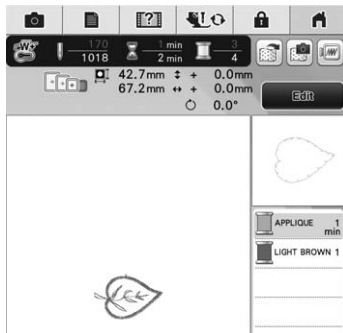 [?]
170 1 min 3
1018 2 min 4
42.7mm ↕ + 0.0mm
67.2mm ↔ + 0.0mm
0.0°
Edit
APPLIQUE 1 min
LIGHT BROWN 1